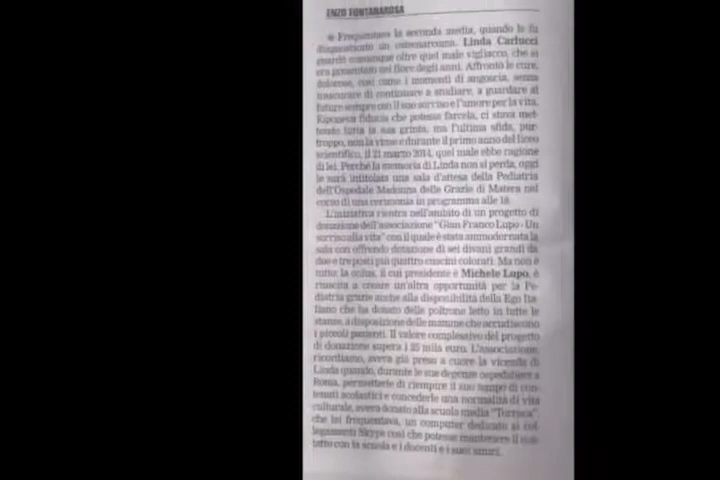 ENZO FONTANAROSA
● Frequentava la seconda media, quando le fu
diagnosticato un osteosarcoma. Linda Carlucci
guardò comunque oltre quel male vigliacco, che si
era presentato nel fiore degli anni. Affrontò le cure,
dolorose, così come i momenti di angoscia, senza
trascurare di continuare a studiare, a guardare al
futuro sempre con il suo sorriso e l'amore per la vita.
Riponeva fiducia che potesse farcela, ci stava met-
tendo tutta la sua grinta, ma l'ultima sfida, pur-
troppo, non la vinse e durante il primo anno del liceo
scientifico, il 21 marzo 2014, quel male ebbe ragione
di lei. Perché la memoria di Linda non si perda, oggi
le sarà intitolata una sala d'attesa della Pediatria
dell'Ospedale Madonna delle Grazie di Matera nel
corso di una cerimonia in programma alle 18.
L'iniziativa rientra nell'ambito di un progetto di
donazione dell'associazione "Gian Franco Lupo - Un
sorriso alla vita" con il quale è stata ammodernata la
sala con offrendo dotazione di sei divani grandi da
due e tre posti più quattro cuscini colorati. Ma non è
tutto: la onlus, il cui presidente è Michele Lupo, è
riuscita a creare un'altra opportunità per la Pe-
diatria grazie anche alla disponibilità della Ego Ita-
liano che ha donato delle poltrone letto in tutte le
stanze, a disposizione delle mamme che accudiscono
i piccoli pazienti. Il valore complessivo del progetto
di donazione supera i 25 mila euro. L'associazione,
ricordiamo, aveva già preso a cuore la vicenda di
Linda quando, durante le sue degenze ospedaliere a
Roma, permetterle di riempire il suo tempo di con-
tenuti scolastici e concederle una normalità di vita
culturale, aveva donato alla scuola media "Torraca",
che lei frequentava, un computer dedicato ai col-
legamenti Skype così che potesse mantenere il con-
tatto con la scuola e i docenti e i suoi amici.